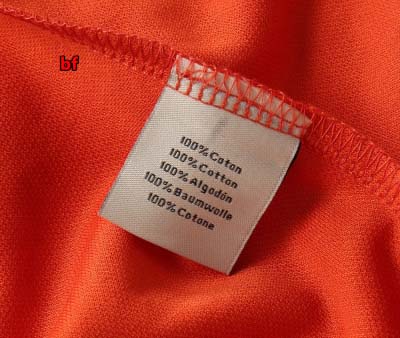 bf
100% Coton
100% Cotton
100% Algodón
100% Baumwolle
100% Cotone